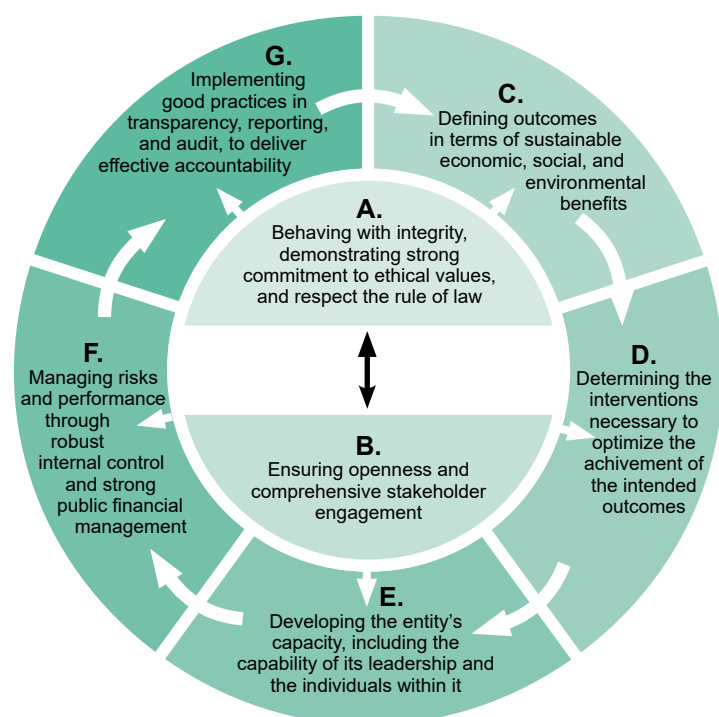 A.
Behaving with integrity,
demonstrating strong
commitment to ethical values,
and respect the rule of law
B.
Ensuring openness and
comprehensive stakeholder
engagement
C.
Defining outcomes
in terms of sustainable
economic, social, and
environmental
benefits
D.
Determining the
interventions
necessary to
optimize the
achivement of
the intended
outcomes
E.
Developing the entity’s
capacity, including the
capability of its leadership and
the individuals within it
F.
Managing risks
and performance
through
robust
internal control
and strong
public financial
management
G.
Implementing
good practices in
transparency, reporting,
and audit, to deliver
effective accountability